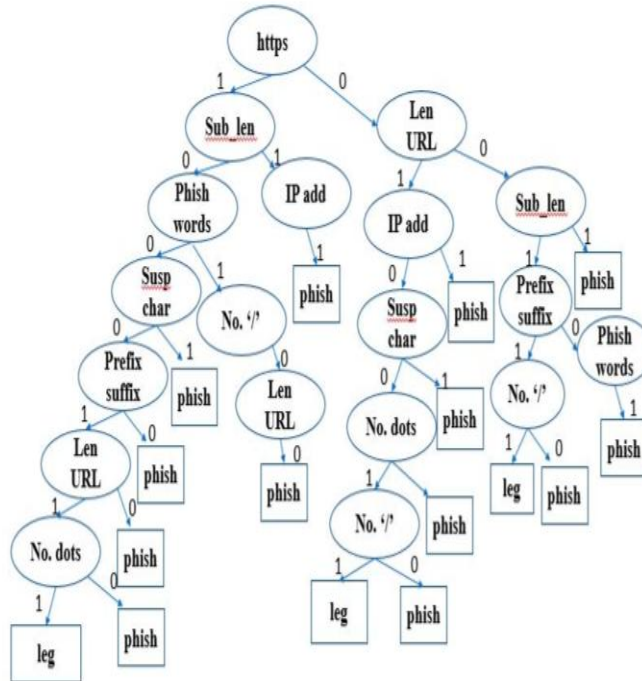 https
1
0
Sub_len
Len
URL
0
1
1
0
Phish
words
IP add
IP add
Sub_len
0
1
1
0
1
1
1
Susp
char
No. '/'
phish
Susp
char
phish
Prefix
suffix
phish
0
1
0
0
1
1
0
Prefix
suffix
phish
Len
URL
No. dots
phish
No. '/'
Phish
words
1
0
0
1
1
0
1
Len
URL
phish
phish
No. '/'
phish
leg
phish
phish
1
0
1
0
No. dots
phish
leg
phish
1
0
leg
phish